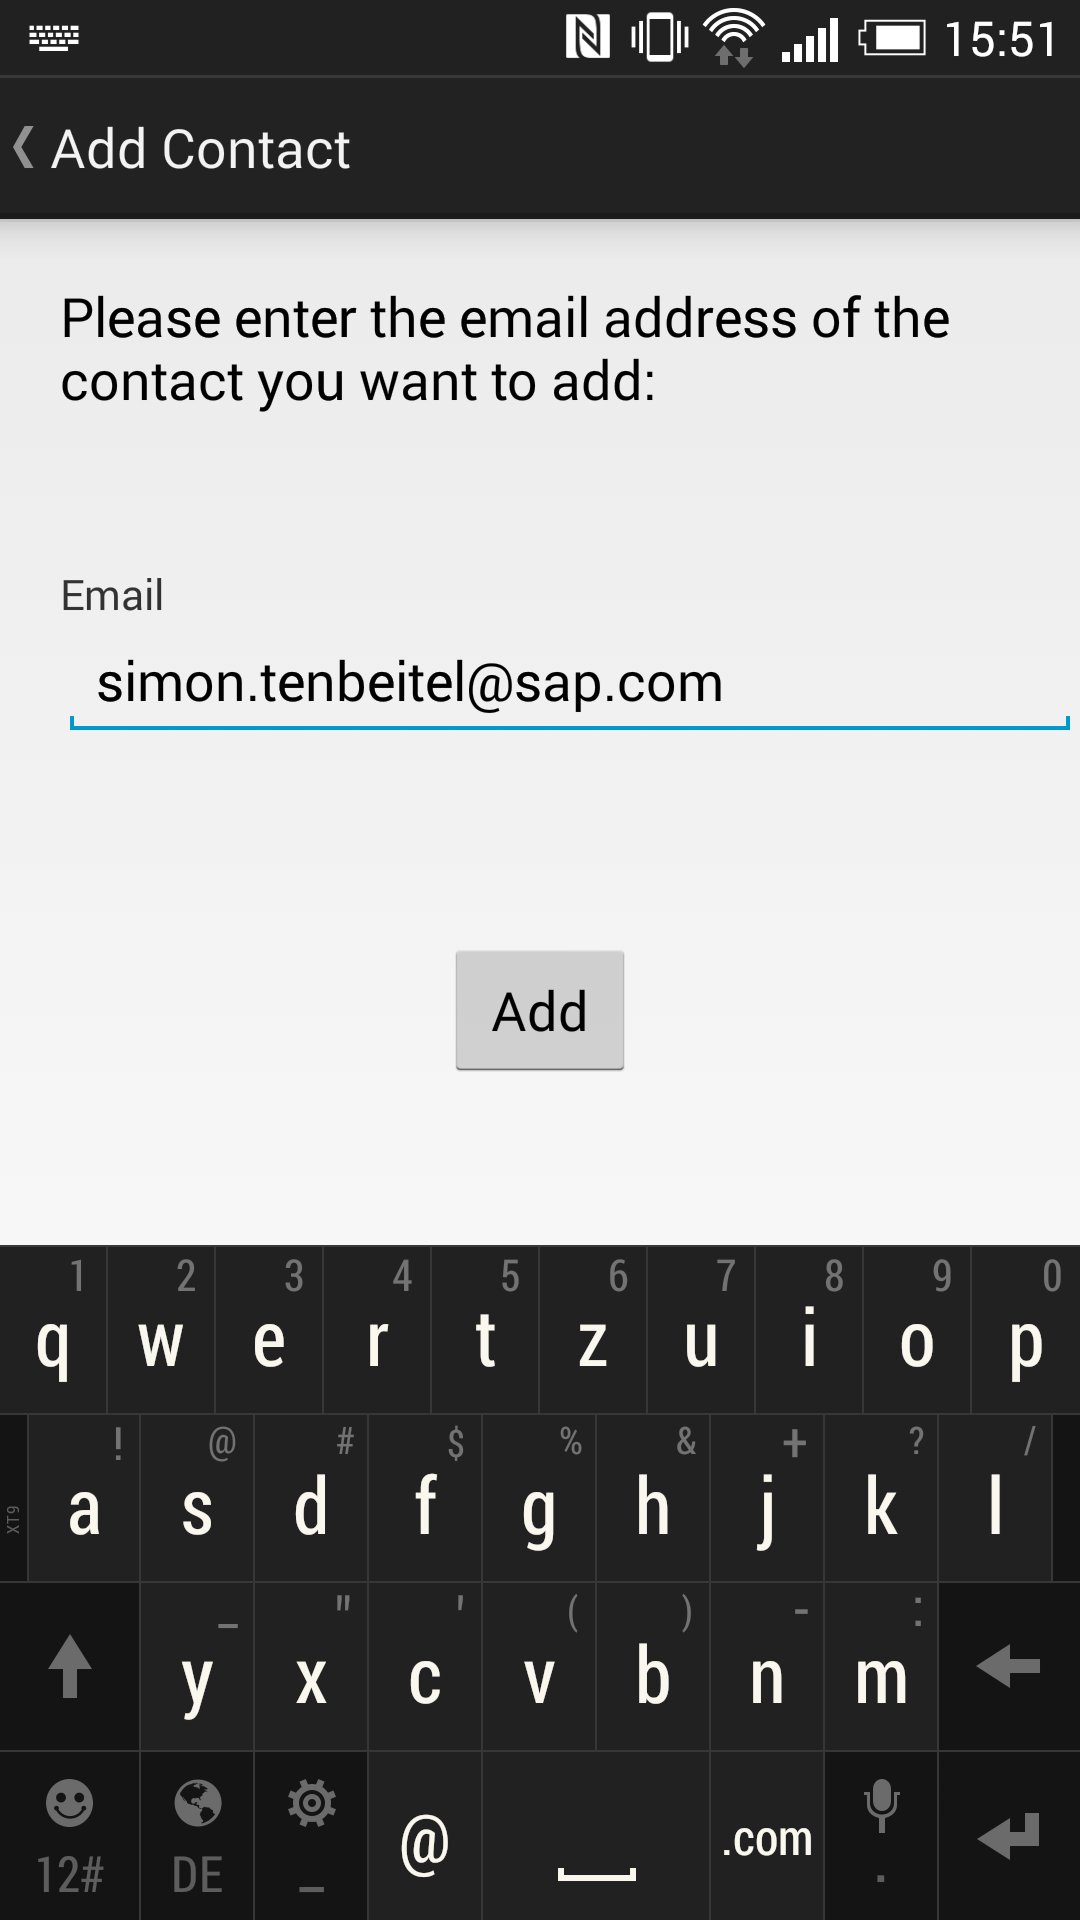 15:51
Add Contact
Please enter the email address of the
contact you want to add:
Email
simon.tenbeitel@sap.com
Add
1 2 3 4 5 6 7 8 9 0
q w e r t z u i o p
! @ # $ % & + ? /
XT9 a s d f g h j k l
_ " ' ( ) - :
y x c v b n m
12# DE _ @ .com .